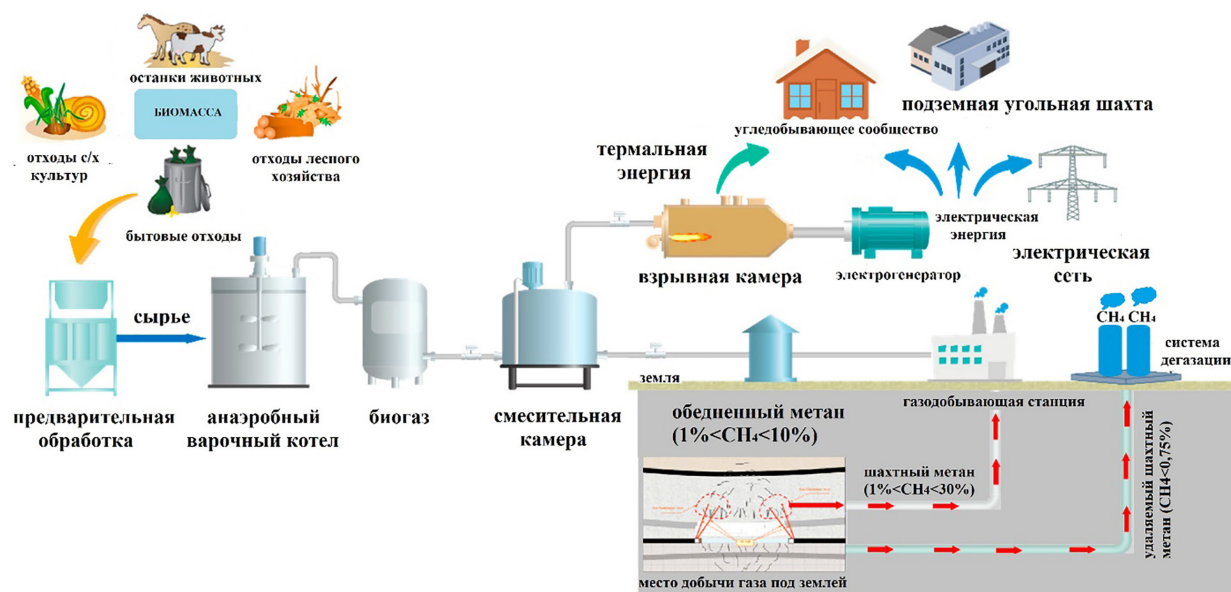 останки животных
БИОМАССА
отходы с/х
культур
отходы лесного
хозяйства
бытовые отходы
сырье
предварительная
обработка
анаэробный
варочный котел
биогаз
смесительная
камера
термальная
энергия
взрывная камера
угледобывающее сообщество
подземная угольная шахта
электрогенератор
электрическая
энергия
электрическая
сеть
CH₄ CH₄
система
дегазации
земля
газодобывающая станция
обедненный метан
(1%<CH₄<10%)
шахтный метан
(1%<CH₄<30%)
удаляемый шахтный
метан (CH4<0,75%)
место добычи газа под землей